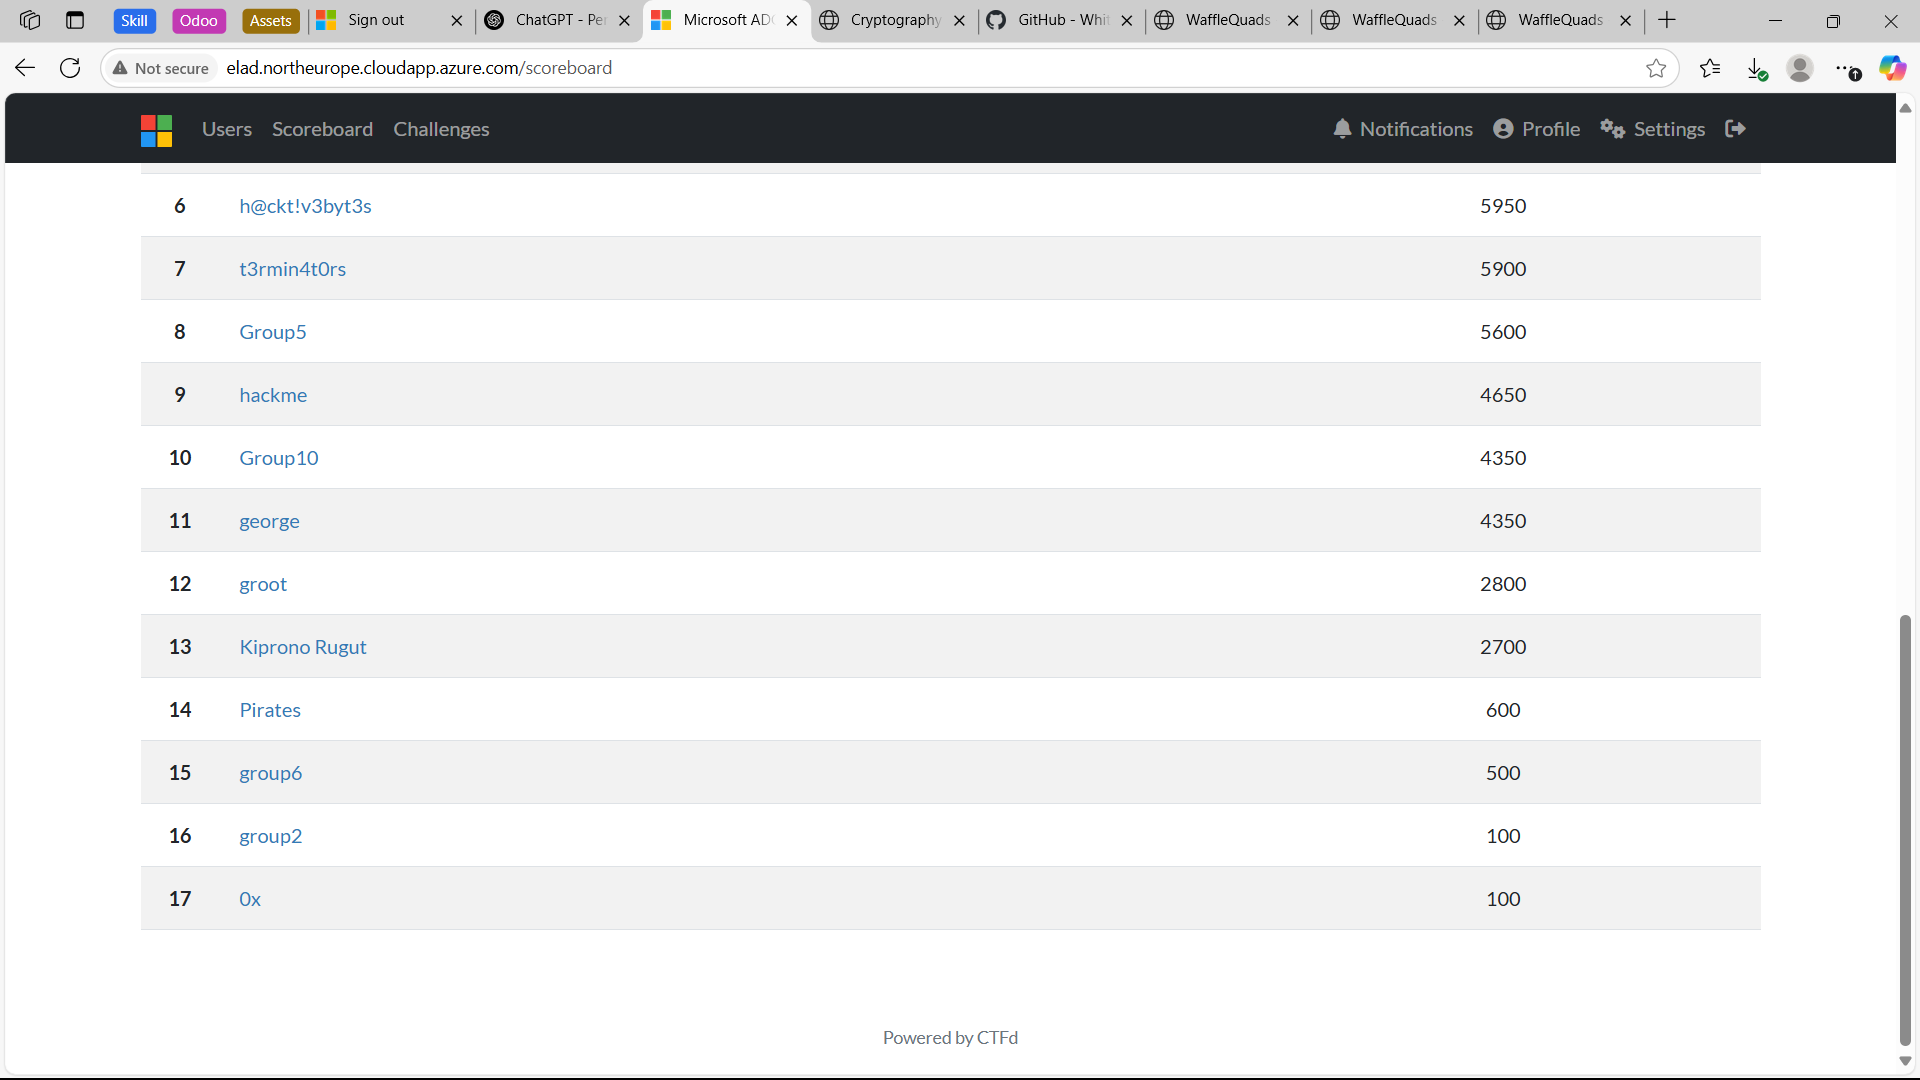 Skill Odoo Assets Sign out ChatGPT - Pe Microsoft AD Cryptography GitHub - Whit WaffleQuads WaffleQuads WaffleQuads
Not secure elad.northeurope.cloudapp.azure.com/scoreboard
Users Scoreboard Challenges Notifications Profile Settings
6 h@ckt!v3byt3s 5950
7 t3rmin4t0rs 5900
8 Group5 5600
9 hackme 4650
10 Group10 4350
11 george 4350
12 groot 2800
13 Kiprono Rugut 2700
14 Pirates 600
15 group6 500
16 group2 100
17 0x 100
Powered by CTFd